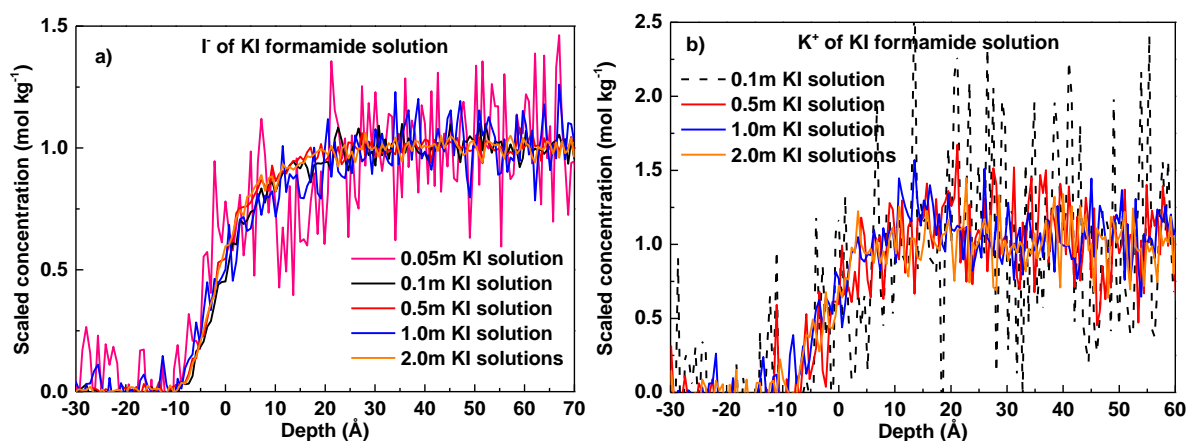 a)
I⁻ of KI formamide solution
Scaled concentration (mol kg⁻¹)
1.5
1.0
0.5
0.0
0.05m KI solution
0.1m KI solution
0.5m KI solution
1.0m KI solution
2.0m KI solutions
-30 -20 -10 0 10 20 30 40 50 60 70
Depth (Å)
b)
K⁺ of KI formamide solution
Scaled concentration (mol kg⁻¹)
2.5
2.0
1.5
1.0
0.5
0.0
0.1m KI solution
0.5m KI solution
1.0m KI solution
2.0m KI solutions
-30 -20 -10 0 10 20 30 40 50 60
Depth (Å)